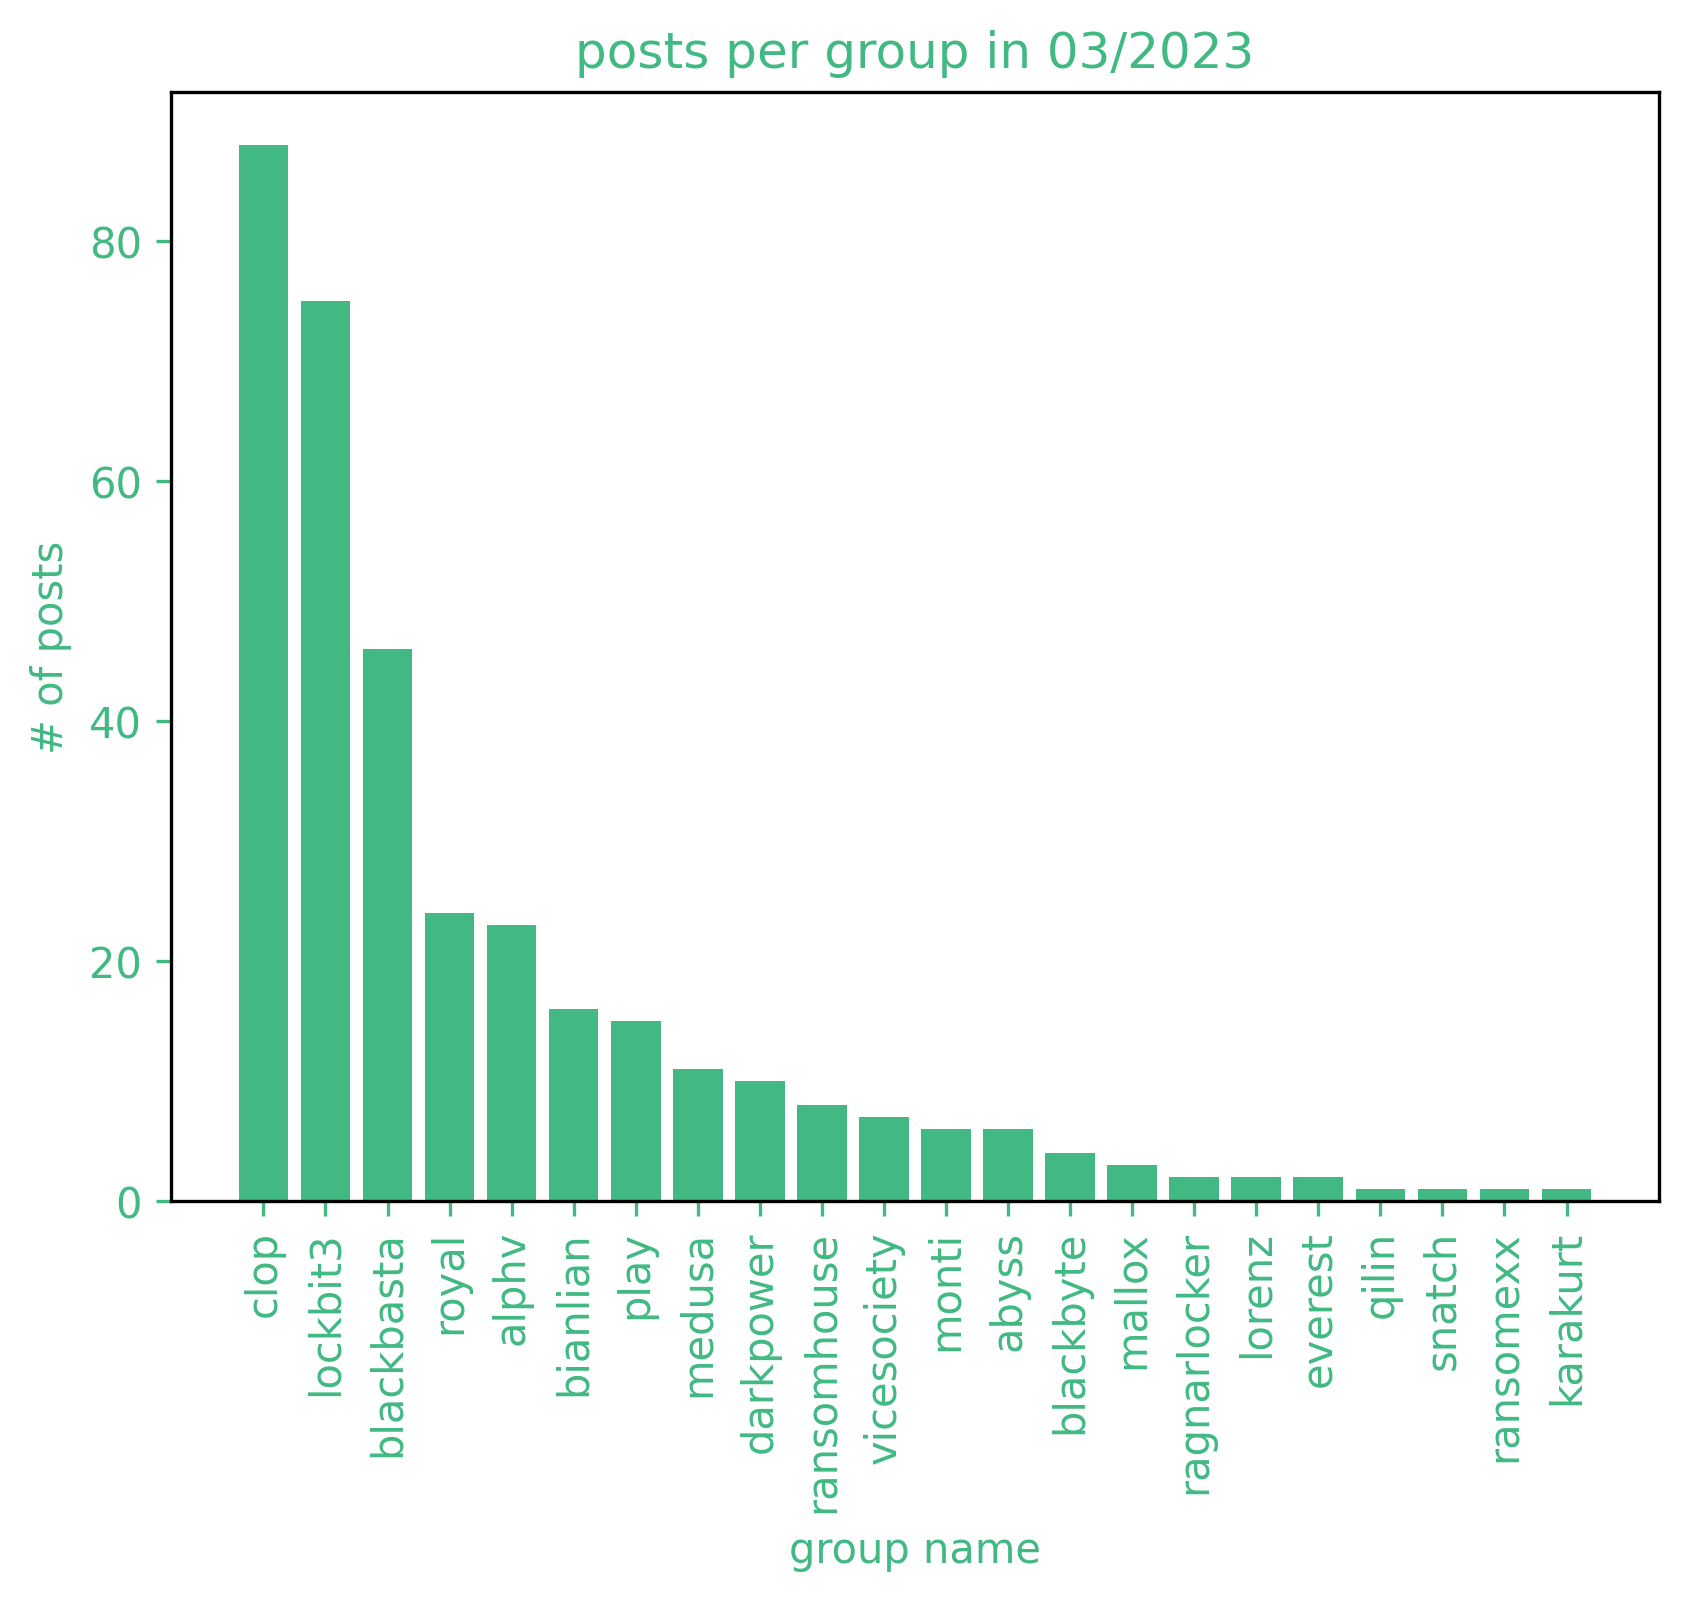 posts per group in 03/2023
80
60
40
20
0
# of posts
clop
lockbit3
blackbasta
royal
alphv
bianlian
play
medusa
darkpower
ransomhouse
vicesociety
monti
abyss
blackbyte
mallox
ragnarlocker
lorenz
everest
qilin
snatch
ransomexx
karakurt
group name